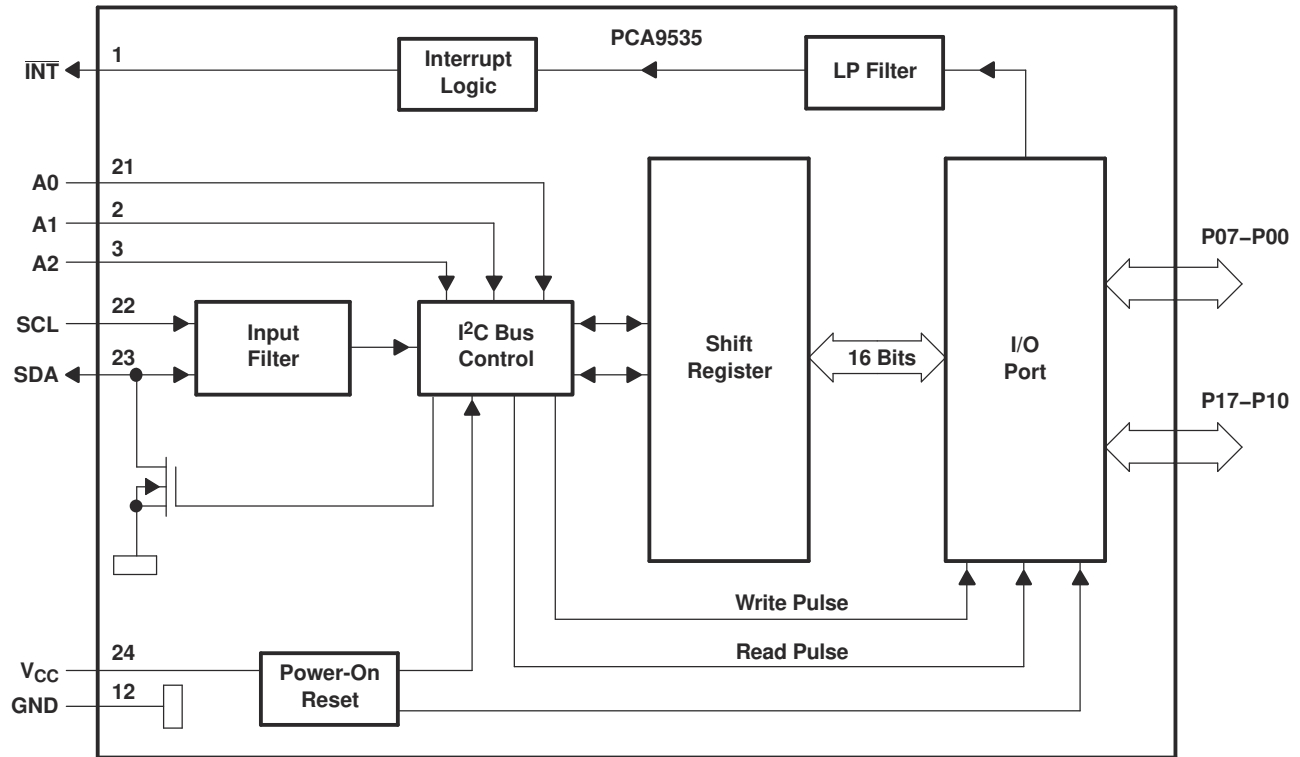 PCA9535
INT
1
Interrupt
Logic
LP Filter
A0
21
A1
2
A2
3
SCL
22
SDA
23
Input
Filter
I²C Bus
Control
Shift
Register
16 Bits
I/O
Port
P07–P00
P17–P10
Write Pulse
Read Pulse
VCC
24
GND
12
Power-On
Reset